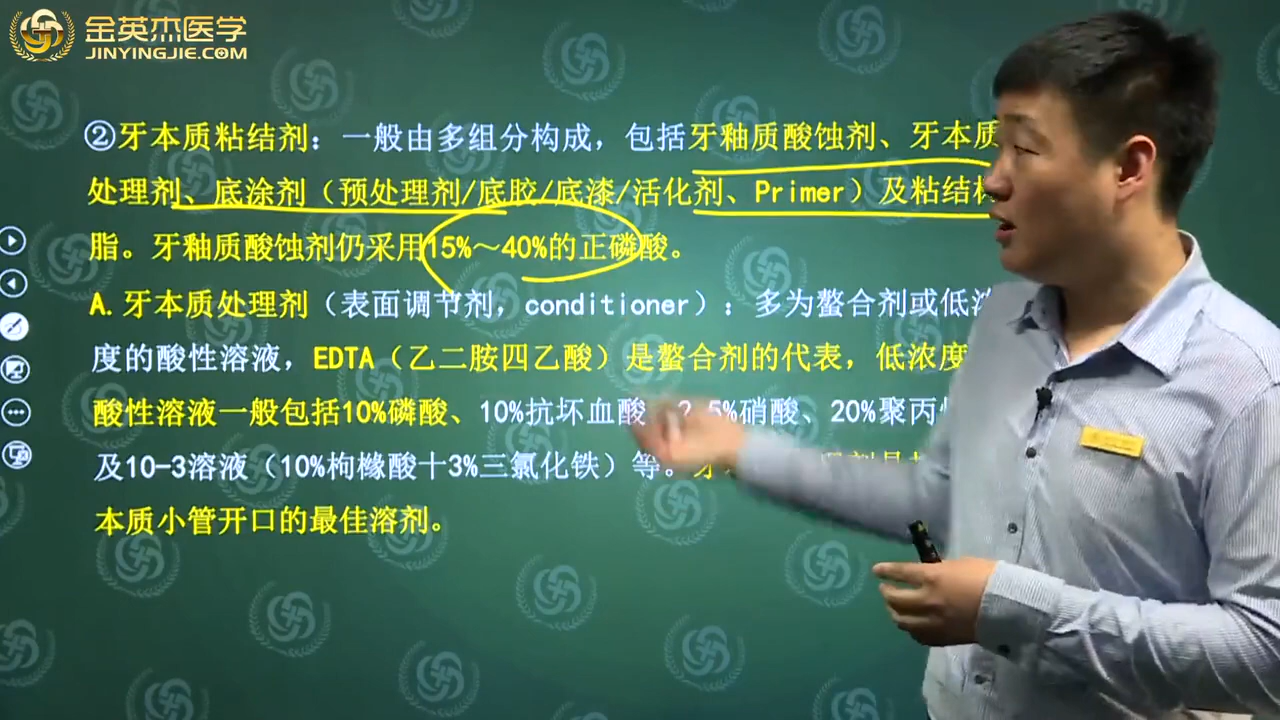 金英杰医学
JINYINGJIE.COM
②牙本质粘结剂：一般由多组分构成，包括牙釉质酸蚀剂、牙本质
处理剂、底涂剂（预处理剂/底胶/底漆/活化剂、Primer）及粘结
脂。牙釉质酸蚀剂仍采用15%～40%的正磷酸。
A.牙本质处理剂（表面调节剂，conditioner）：多为螯合剂或低
度的酸性溶液，EDTA（乙二胺四乙酸）是螯合剂的代表，低浓度
酸性溶液一般包括10%磷酸、10%抗坏血酸 2.5%硝酸、20%聚丙
及10-3溶液（10%枸橼酸十3%三氯化铁）等。
本质小管开口的最佳溶剂。